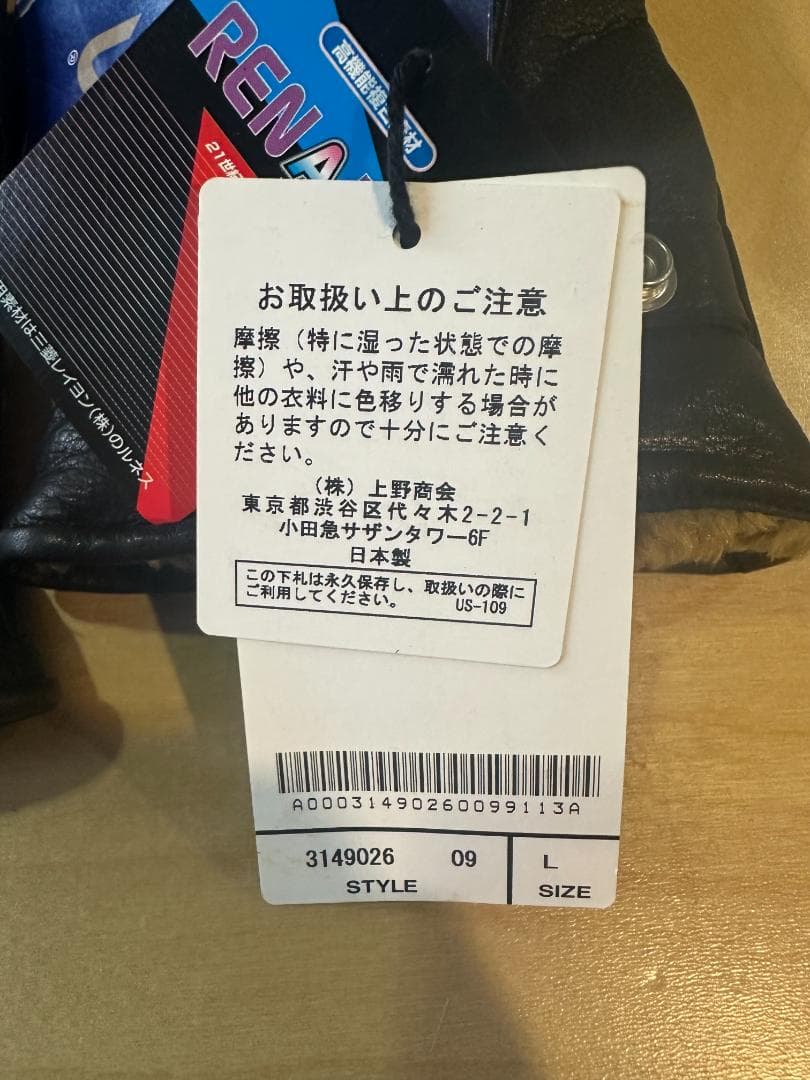 高機能複合素材
REN
21世紀
用素材は三菱レイヨン(株)のルネス
お取扱い上のご注意
摩擦（特に湿った状態での摩
擦）や、汗や雨で濡れた時に
他の衣料に色移りする場合が
ありますので十分にご注意く
ださい。
（株）上野商会
東京都渋谷区代々木2-2-1
小田急サザンタワー6F
日本製
この下札は永久保存し、取扱いの際に
ご利用してください。 US-109
A000314902600991​13A
3149026 09 L
STYLE SIZE